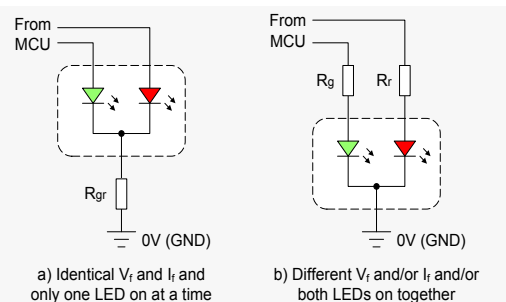 From
MCU
Rgr
0V (GND)
a) Identical Vf and If and
only one LED on at a time
From
MCU
Rg
Rr
0V (GND)
b) Different Vf and/or If and/or
both LEDs on together